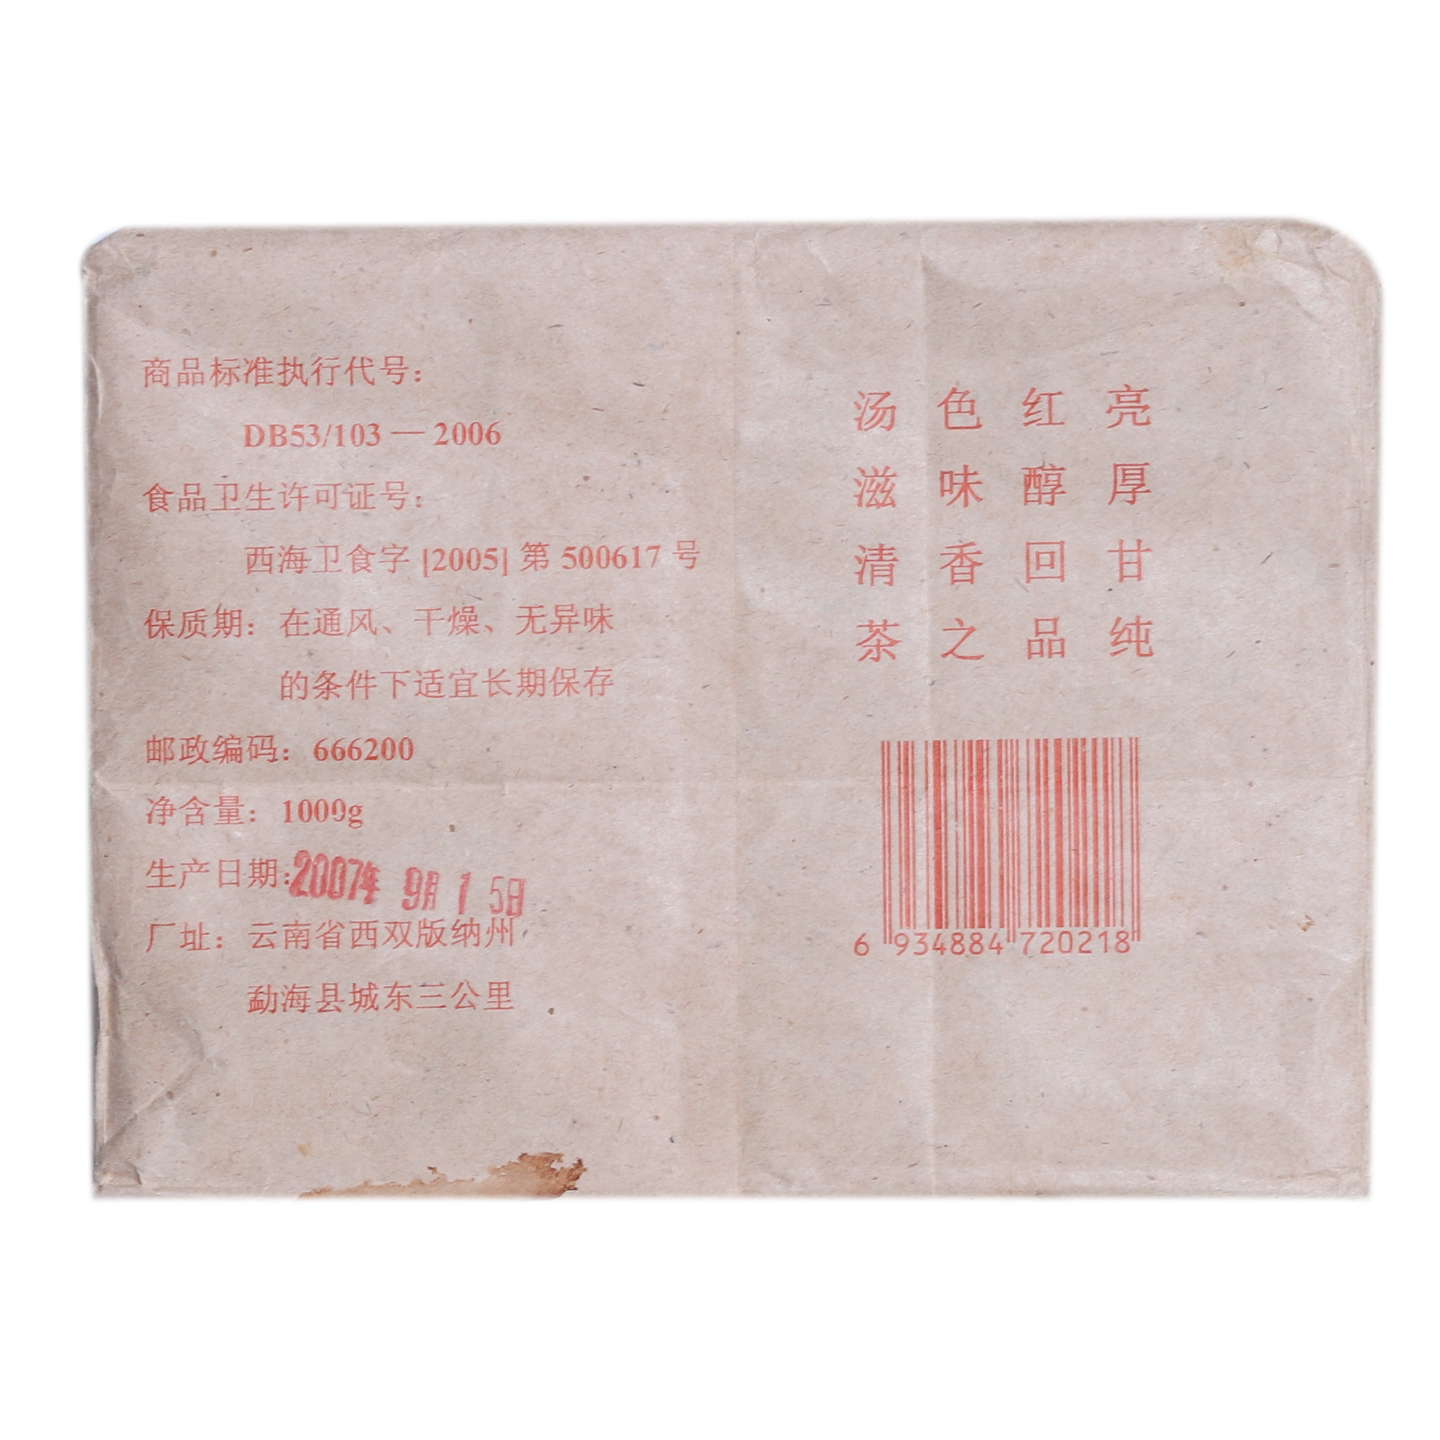 商品标准执行代号：
DB53/103 — 2006
食品卫生许可证号：
西海卫食字 [2005] 第 500617 号
保质期：在通风、干燥、无异味
的条件下适宜长期保存
邮政编码：666200
净含量：1000g
生产日期：2007年 9月 1 5日
厂址：云南省西双版纳州
勐海县城东三公里
汤色红亮
滋味醇厚
清香回甘
茶之品纯
6 934884 720218